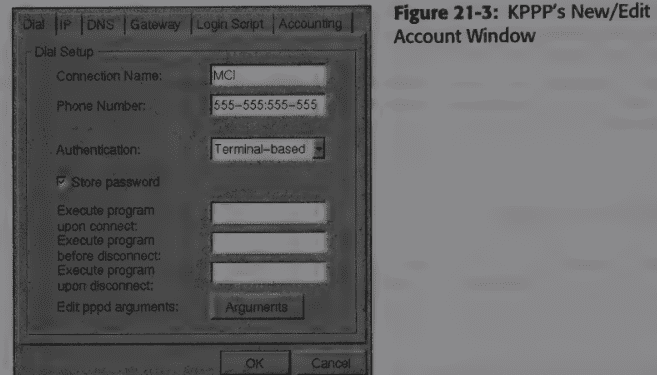 Dial IP DNS Gateway Login Script Accounting
Dial Setup
Connection Name: MCI
Phone Number: 555-555:555-555
Authentication: Terminal-based
Store password
Execute program
upon connect:
Execute program
before disconnect:
Execute program
upon disconnect:
Edit pppd arguments: Arguments
OK Cancel
Figure 21-3: KPPP's New/Edit
Account Window